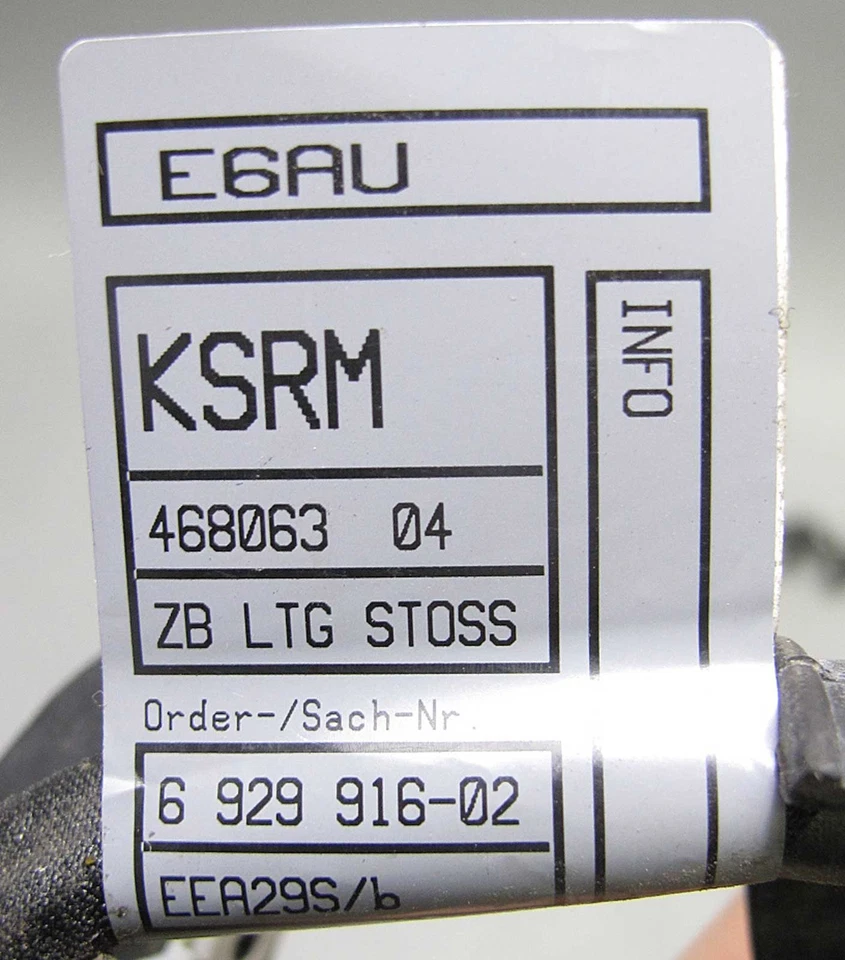 E6AU
KSRM
468063 04
ZB LTG STOSS
Order-/Sach-Nr.
6 929 916-02
EEA29S/b
INFO